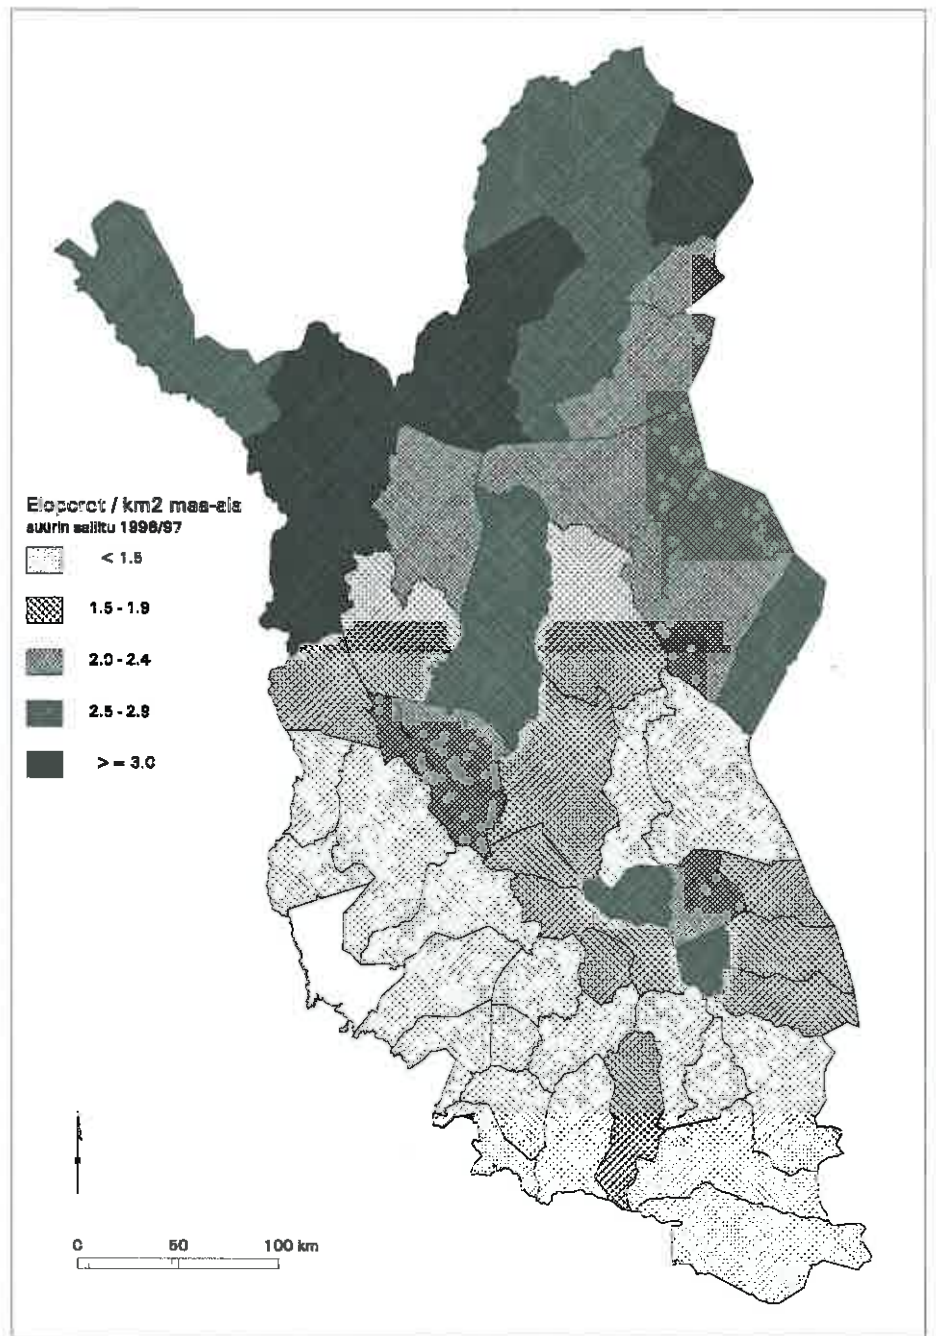 Eloporot / km2 maa-ala
suurin sallittu 1996/97
< 1.5
1.5 - 1.9
2.0 - 2.4
2.5 - 2.9
> = 3.0
0 50 100 km